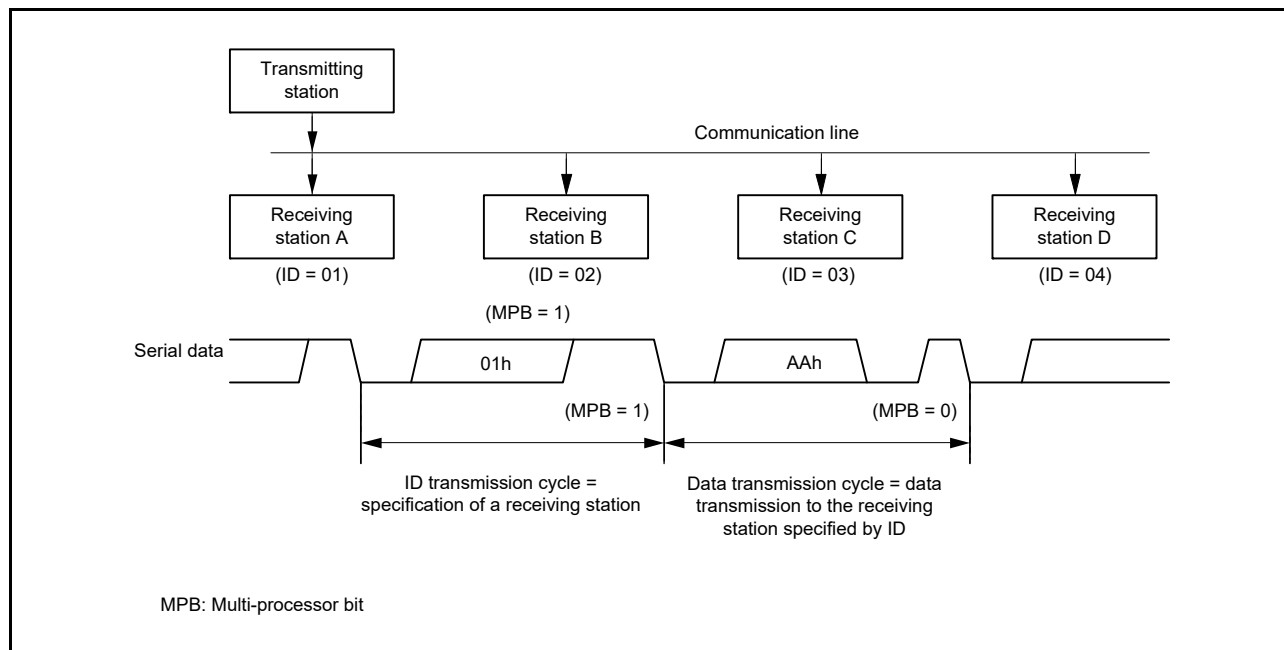 Transmitting
station
Communication line
Receiving
station A
Receiving
station B
Receiving
station C
Receiving
station D
(ID = 01)
(ID = 02)
(ID = 03)
(ID = 04)
(MPB = 1)
Serial data
01h
AAh
(MPB = 1)
(MPB = 0)
ID transmission cycle =
specification of a receiving station
Data transmission cycle = data
transmission to the receiving
station specified by ID
MPB: Multi-processor bit